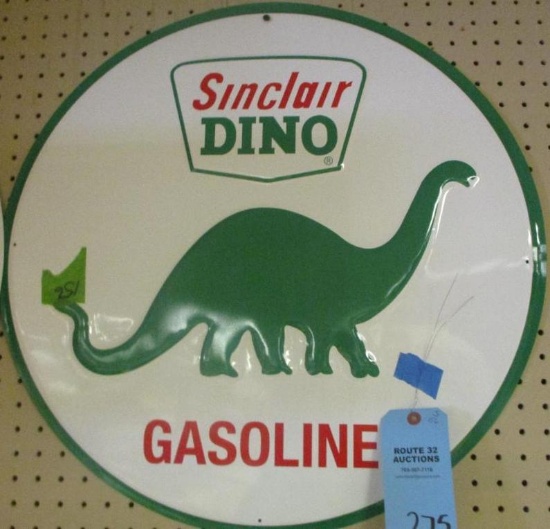 Sinclair
DINO
®
GASOLINE
ROUTE 32
AUCTIONS
275